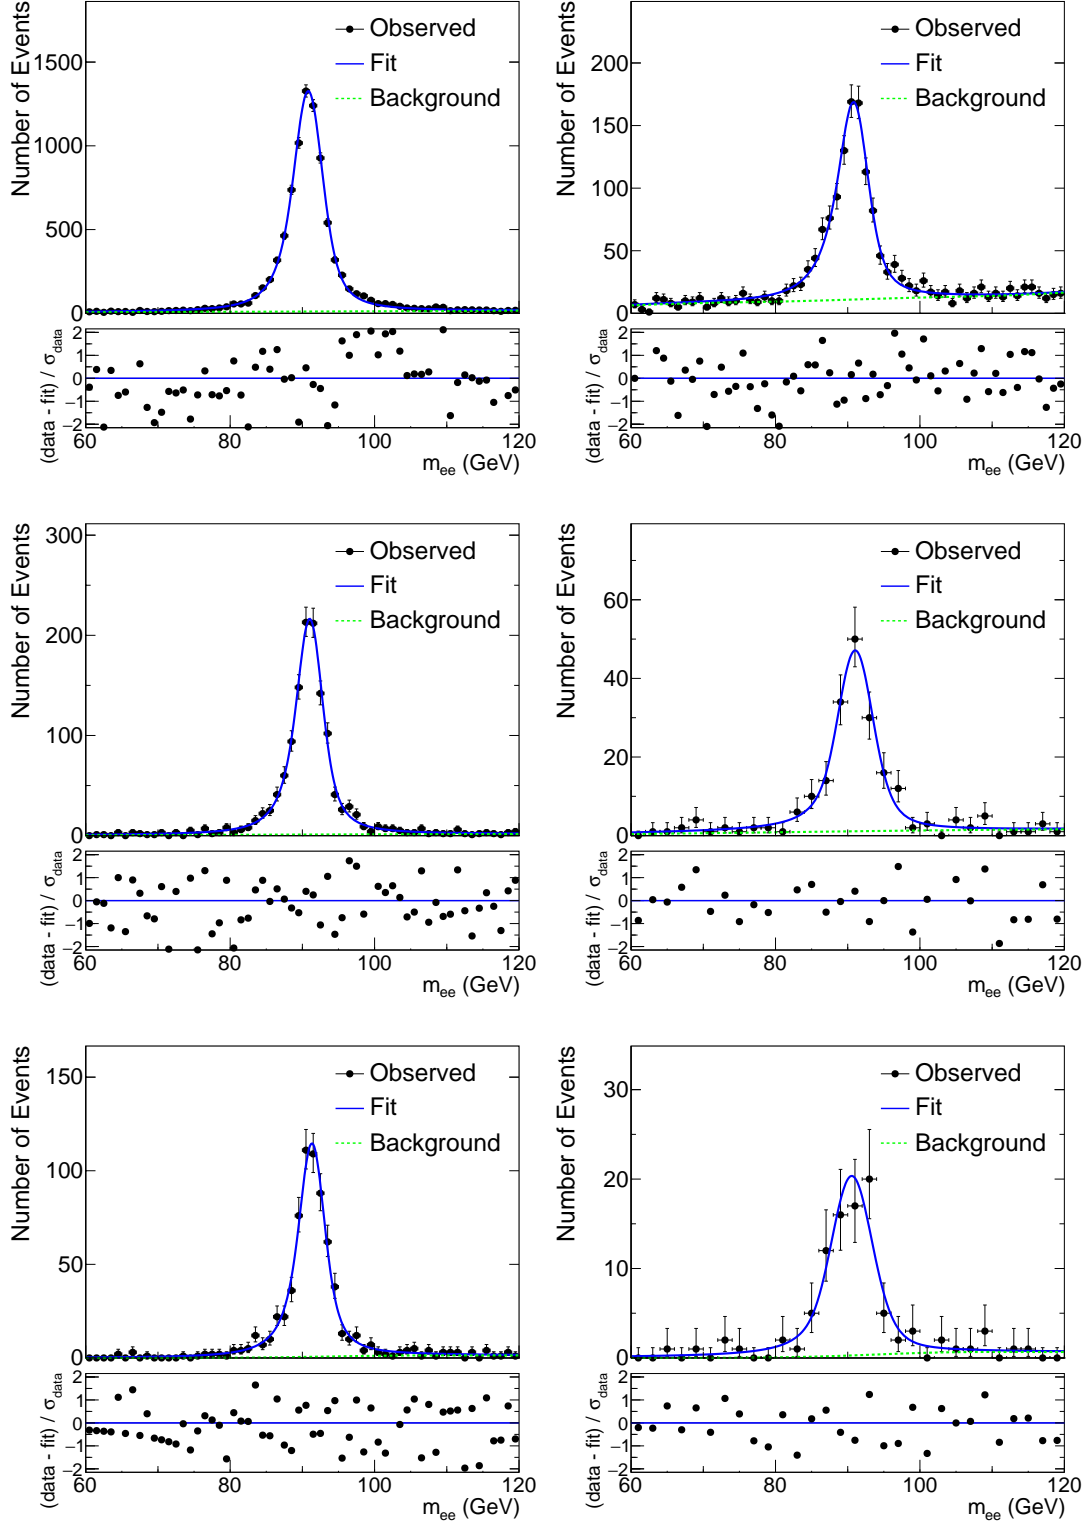 Number of Events
1500
1000
500
0
Observed
Fit
Background
(data - fit) / σdata
2
1
0
−1
−2
60 80 100 120
mee (GeV)
Number of Events
200
150
100
50
0
Observed
Fit
Background
(data - fit) / σdata
2
1
0
−1
−2
60 80 100 120
mee (GeV)
Number of Events
300
200
100
0
Observed
Fit
Background
(data - fit) / σdata
2
1
0
−1
−2
60 80 100 120
mee (GeV)
Number of Events
60
40
20
0
Observed
Fit
Background
(data - fit) / σdata
2
1
0
−1
−2
60 80 100 120
mee (GeV)
Number of Events
150
100
50
0
Observed
Fit
Background
(data - fit) / σdata
2
1
0
−1
−2
60 80 100 120
mee (GeV)
Number of Events
30
20
10
0
Observed
Fit
Background
(data - fit) / σdata
2
1
0
−1
−2
60 80 100 120
mee (GeV)